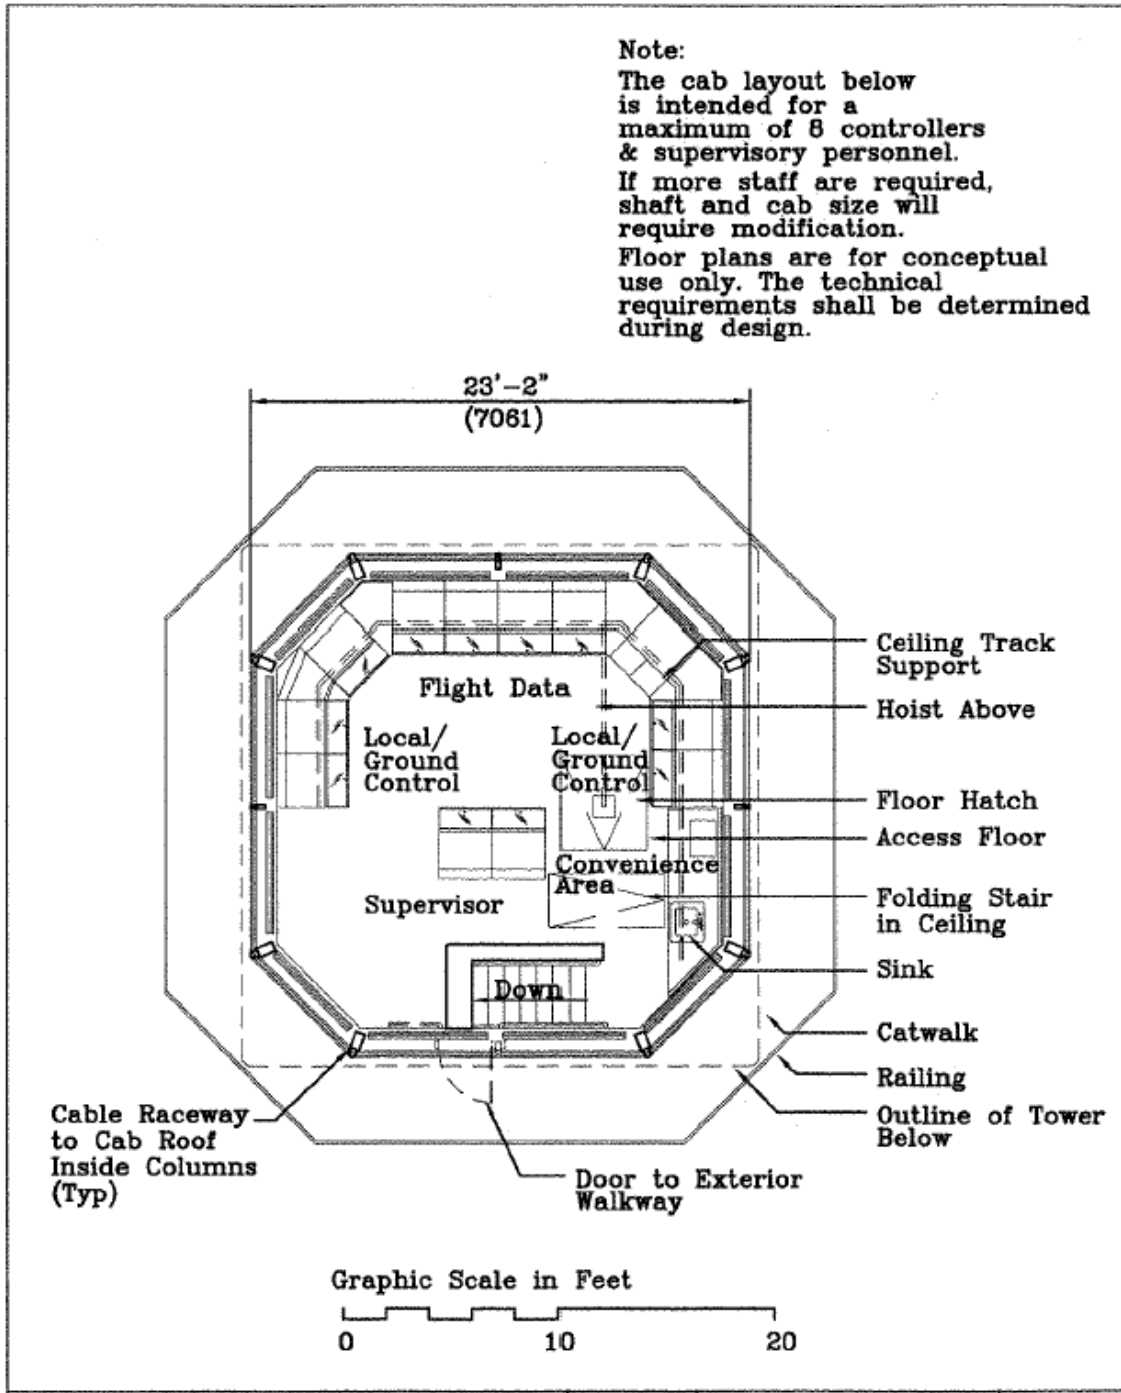 Note:
The cab layout below
is intended for a
maximum of 8 controllers
& supervisory personnel.
If more staff are required,
shaft and cab size will
require modification.
Floor plans are for conceptual
use only. The technical
requirements shall be determined
during design.
23'-2"
(7061)
Flight Data
Local/
Ground
Control
Local/
Ground
Control
Convenience
Area
Supervisor
Down
Ceiling Track
Support
Hoist Above
Floor Hatch
Access Floor
Folding Stair
in Ceiling
Sink
Catwalk
Railing
Outline of Tower
Below
Cable Raceway
to Cab Roof
Inside Columns
(Typ)
Door to Exterior
Walkway
Graphic Scale in Feet
0 10 20